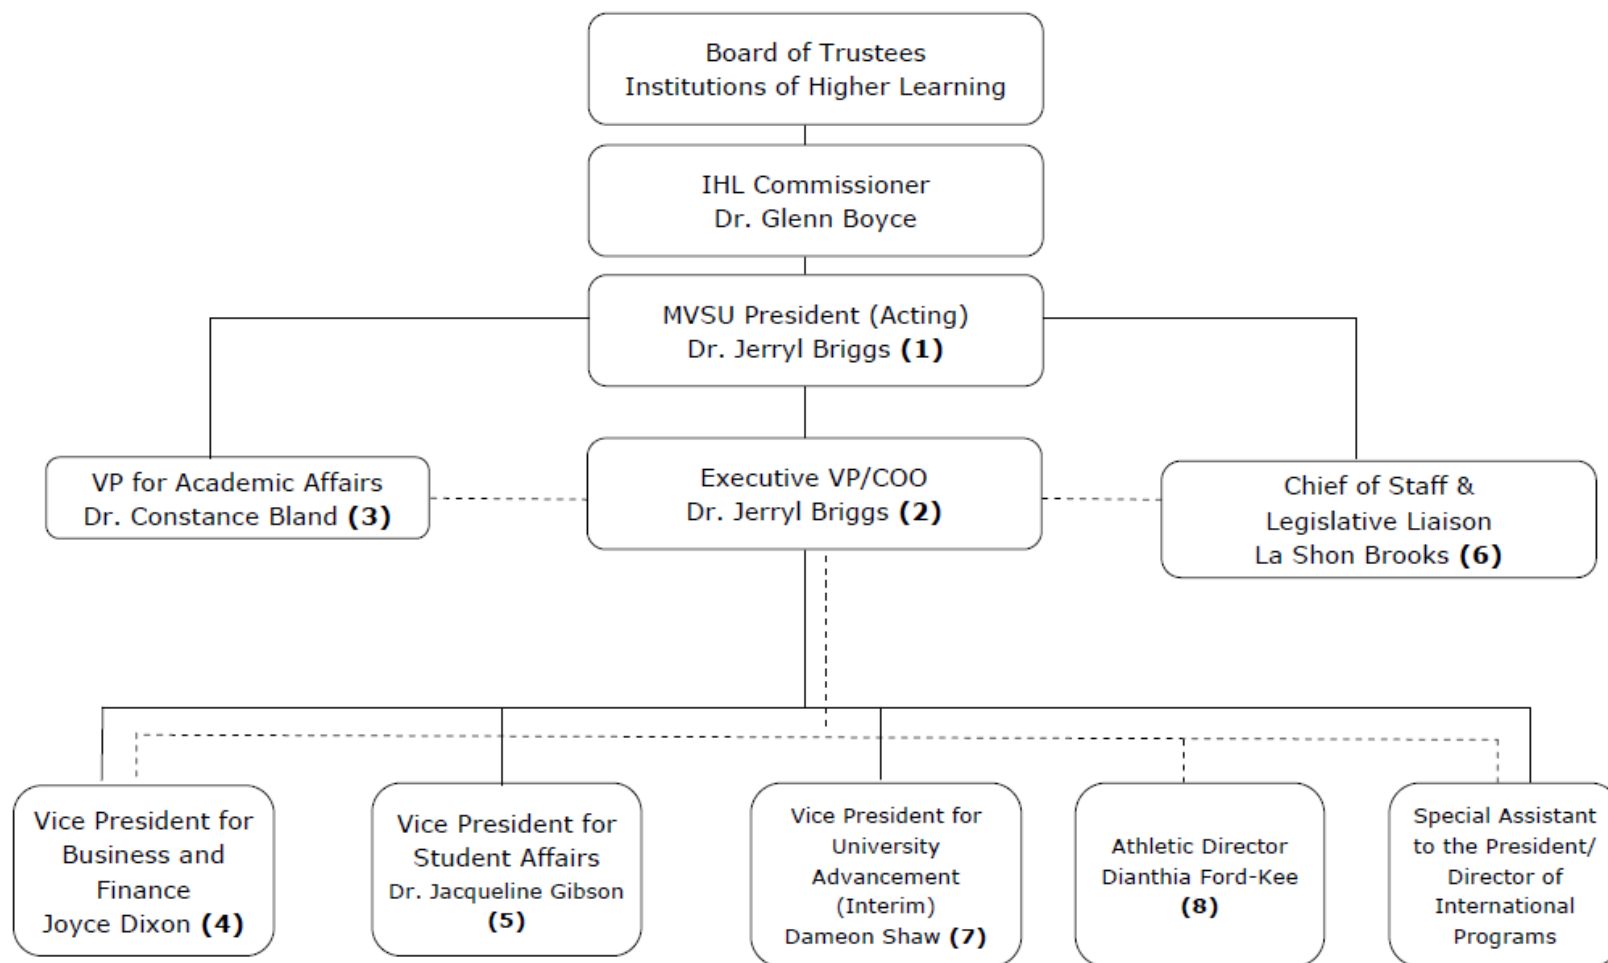 Board of Trustees
Institutions of Higher Learning
IHL Commissioner
Dr. Glenn Boyce
MVSU President (Acting)
Dr. Jerryl Briggs (1)
VP for Academic Affairs
Dr. Constance Bland (3)
Executive VP/COO
Dr. Jerryl Briggs (2)
Chief of Staff &
Legislative Liaison
La Shon Brooks (6)
Vice President for
Business and
Finance
Joyce Dixon (4)
Vice President for
Student Affairs
Dr. Jacqueline Gibson
(5)
Vice President for
University
Advancement
(Interim)
Dameon Shaw (7)
Athletic Director
Dianthia Ford-Kee
(8)
Special Assistant
to the President/
Director of
International
Programs